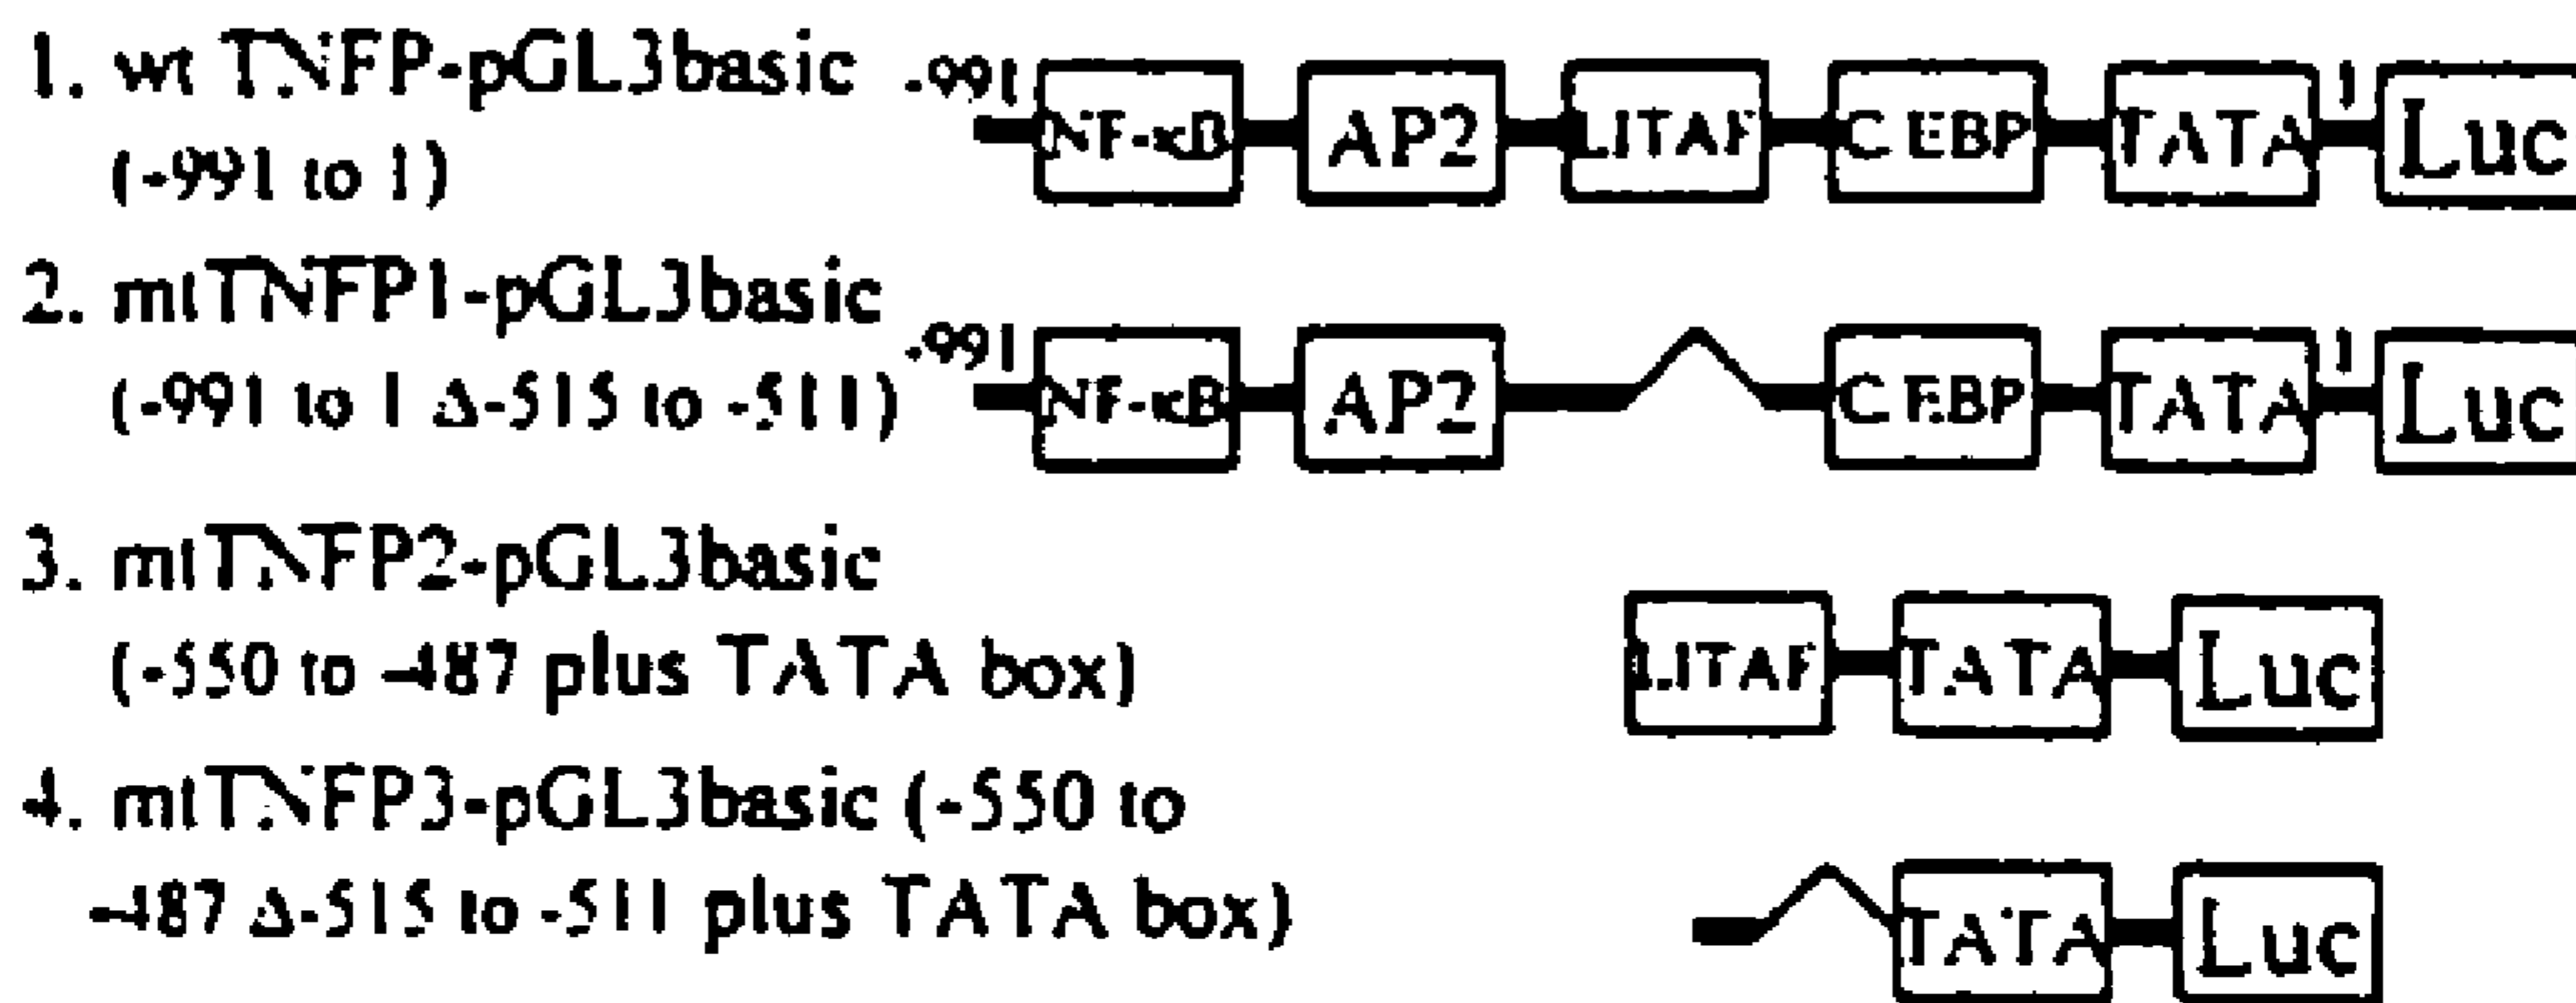 1. wt TNFP-pGL3basic -991 NF-κB AP2 LITAF C EBP TATA 1 Luc
(-991 to 1)
2. mtTNFP1-pGL3basic
(-991 to 1 Δ-515 to -511) -991 NF-κB AP2 C EBP TATA 1 Luc
3. mtTNFP2-pGL3basic
(-550 to -487 plus TATA box) LITAF TATA Luc
4. mtTNFP3-pGL3basic (-550 to
-487 Δ-515 to -511 plus TATA box) TATA Luc